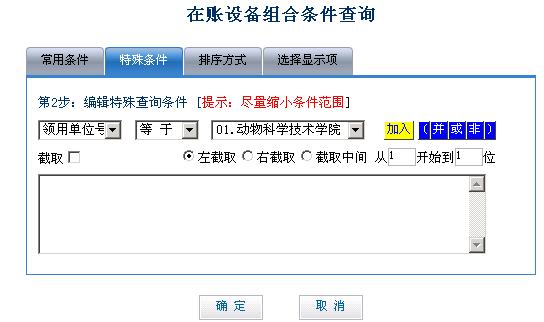 在账设备组合条件查询
常用条件 特殊条件 排序方式 选择显示项
第2步：编辑特殊查询条件 [提示：尽量缩小条件范围]
领用单位号 等 于 01.动物科学技术学院 加入 ( 并 或 非 )
截取 左截取 右截取 截取中间 从 1 开始到 1 位
确 定 取 消